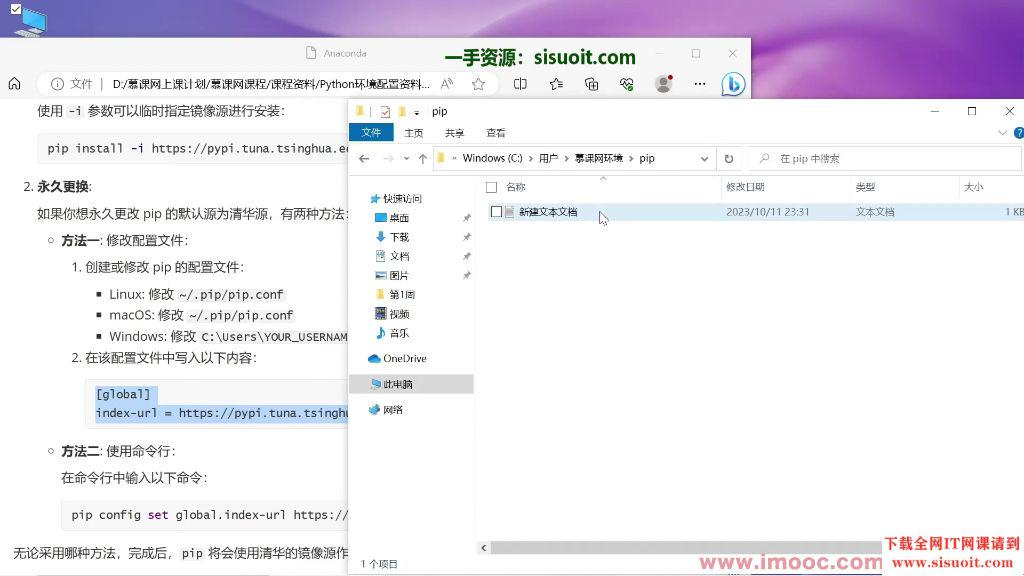 Anaconda
一手资源：sisuoit.com
文件
D:/慕课网上课计划/慕课网课程/课程资料/Python环境配置资料...
使用 -i 参数可以临时指定镜像源进行安装：
pip install -i https://pypi.tuna.tsinghua.ed
2. 永久更换:
如果你想永久更改 pip 的默认源为清华源，有两种方法：
方法一: 修改配置文件：
1. 创建或修改 pip 的配置文件：
Linux: 修改 ~/.pip/pip.conf
macOS: 修改 ~/.pip/pip.conf
Windows: 修改 C:\Users\YOUR_USERNAM
2. 在该配置文件中写入以下内容：
[global]
index-url = https://pypi.tuna.tsinghu
方法二: 使用命令行：
在命令行中输入以下命令：
pip config set global.index-url https://
无论采用哪种方法，完成后，pip 将会使用清华的镜像源作
pip
文件 主页 共享 查看
« Windows (C:) › 用户 › 慕课网环境 › pip
在 pip 中搜索
快速访问
桌面
下载
文档
图片
第1周
视频
音乐
OneDrive
此电脑
网络
名称 修改日期 类型 大小
新建文本文档 2023/10/11 23:31 文本文档 1 KB
1 个项目
www.imooc.com
下载全网IT网课请到
www.sisuoit.com